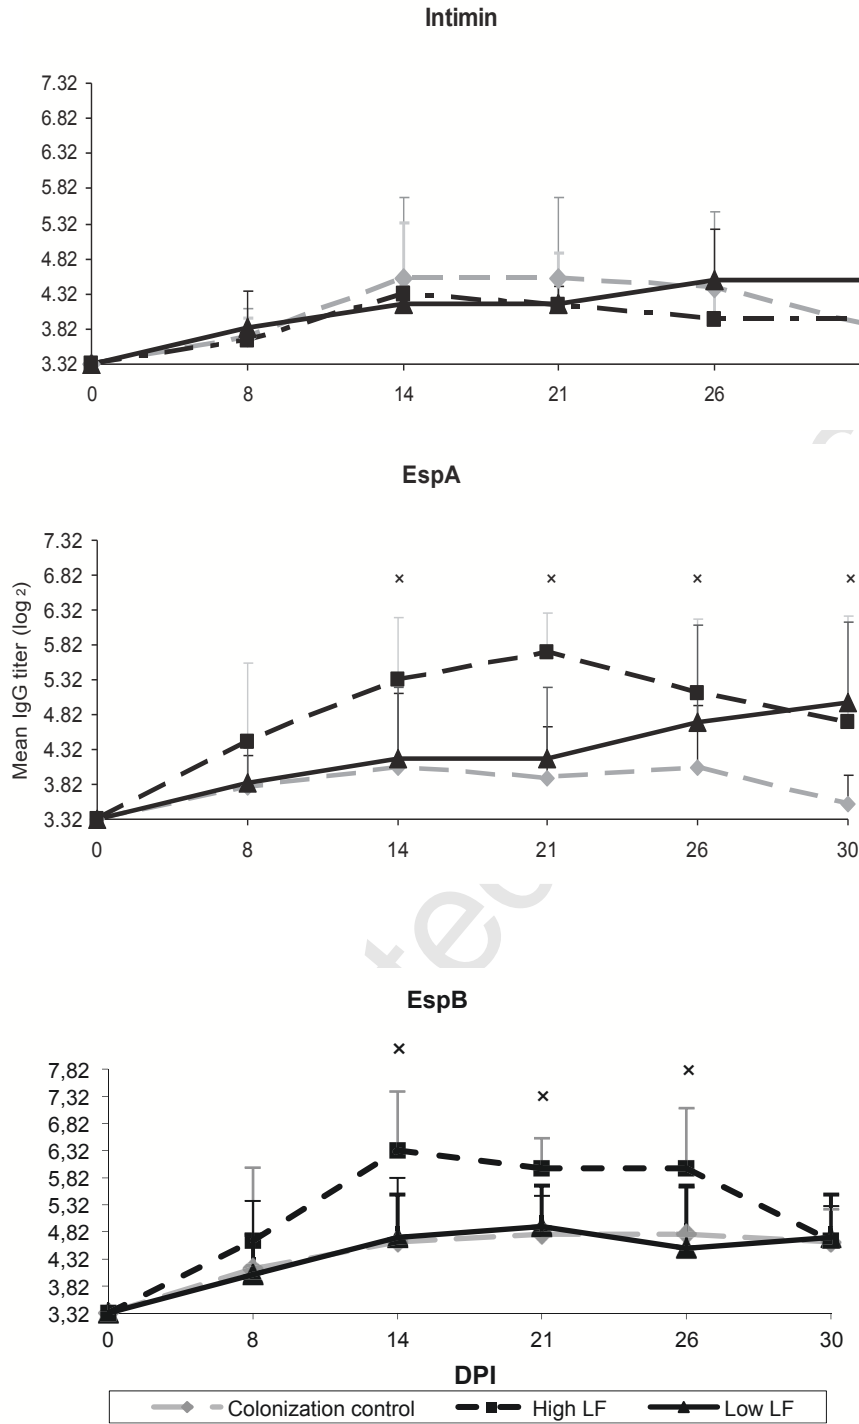 Intimin
7.32
6.82
6.32
5.82
5.32
4.82
4.32
3.82
3.32
0 8 14 21 26
EspA
Mean IgG titer (log 2)
7.32
6.82
6.32
5.82
5.32
4.82
4.32
3.82
3.32
× × × ×
0 8 14 21 26 30
EspB
× × ×
7,82
7,32
6,82
6,32
5,82
5,32
4,82
4,32
3,82
3,32
0 8 14 21 26 30
DPI
Colonization control High LF Low LF